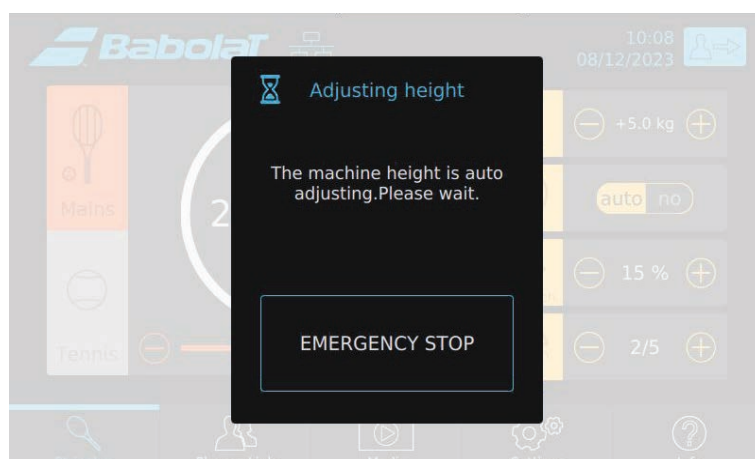 Babolat
10:08
08/12/2023
Adjusting height
The machine height is auto
adjusting.Please wait.
EMERGENCY STOP
Mains
2
Tennis
+5.0 kg
auto no
15 %
2/5